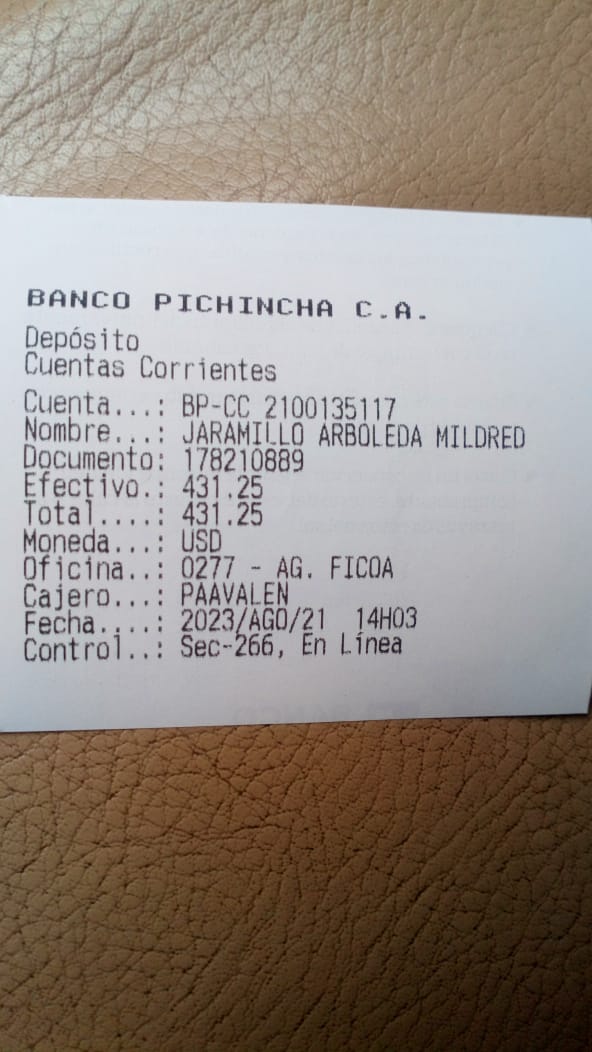 BANCO PICHINCHA C.A.
Depósito
Cuentas Corrientes
Cuenta...: BP-CC 2100135117
Nombre...: JARAMILLO ARBOLEDA MILDRED
Documento: 178210889
Efectivo.: 431.25
Total....: 431.25
Moneda...: USD
Oficina..: 0277 - AG. FICOA
Cajero...: PAAVALEN
Fecha....: 2023/AGO/21 14H03
Control..: Sec-266, En Línea